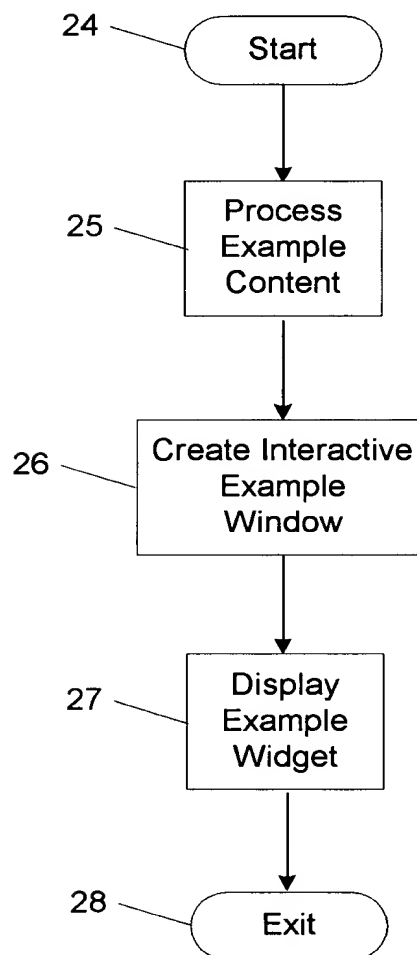 24
Start
25
Process
Example
Content
26
Create Interactive
Example
Window
27
Display
Example
Widget
28
Exit